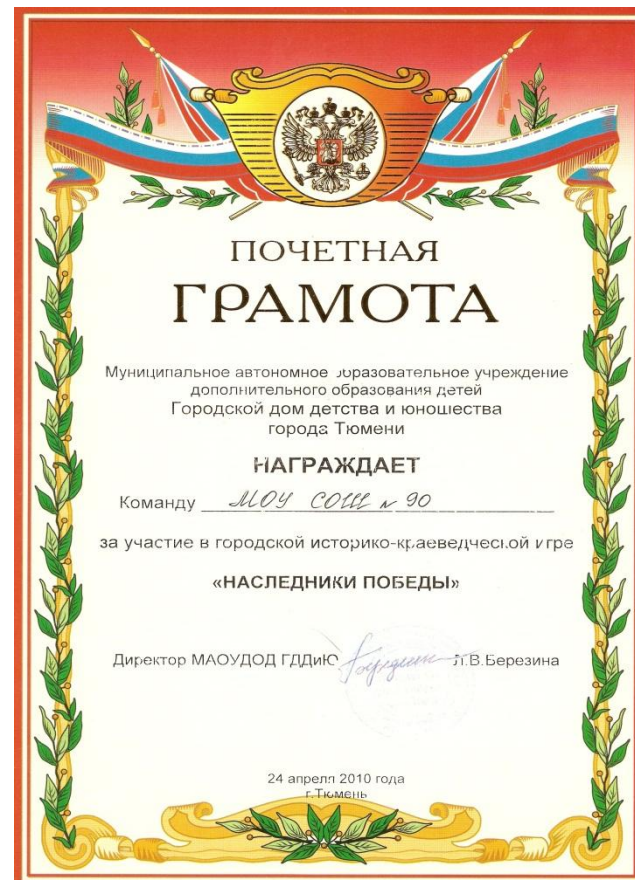 ПОЧЕТНАЯ
ГРАМОТА
Муниципальное автономное образовательное учреждение
дополнительного образования детей
Городской дом детства и юношества
города Тюмени
НАГРАЖДАЕТ
Команду МОУ СОШ № 90
за участие в городской историко-краеведческой игре
«НАСЛЕДНИКИ ПОБЕДЫ»
Директор МАОУДОД ГДДиЮ Л.В.Березина
24 апреля 2010 года
г.Тюмень